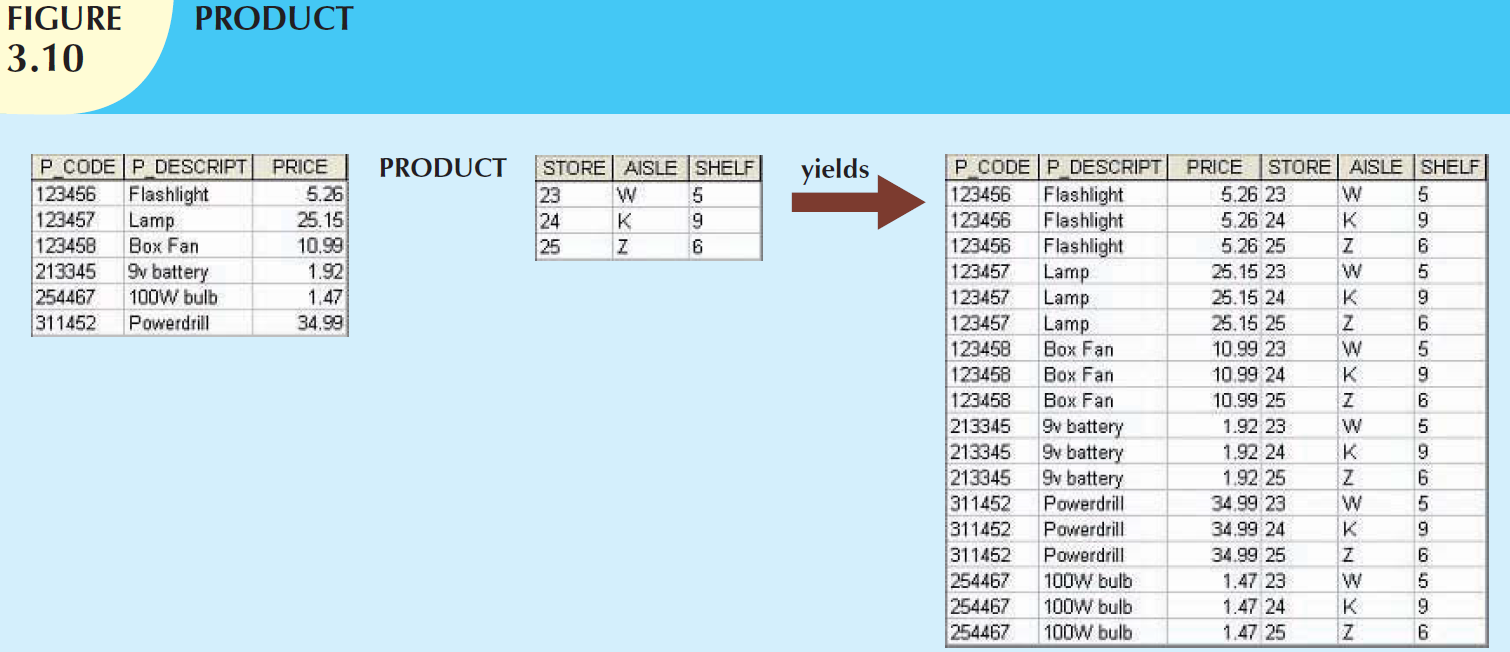 FIGURE
3.10
PRODUCT
P_CODE P_DESCRIPT PRICE
123456 Flashlight 5.26
123457 Lamp 25.15
123458 Box Fan 10.99
213345 9v battery 1.92
254467 100W bulb 1.47
311452 Powerdrill 34.99
PRODUCT
STORE AISLE SHELF
23 W 5
24 K 9
25 Z 6
yields
P_CODE P_DESCRIPT PRICE STORE AISLE SHELF
123456 Flashlight 5.26 23 W 5
123456 Flashlight 5.26 24 K 9
123456 Flashlight 5.26 25 Z 6
123457 Lamp 25.15 23 W 5
123457 Lamp 25.15 24 K 9
123457 Lamp 25.15 25 Z 6
123458 Box Fan 10.99 23 W 5
123458 Box Fan 10.99 24 K 9
123458 Box Fan 10.99 25 Z 6
213345 9v battery 1.92 23 W 5
213345 9v battery 1.92 24 K 9
213345 9v battery 1.92 25 Z 6
311452 Powerdrill 34.99 23 W 5
311452 Powerdrill 34.99 24 K 9
311452 Powerdrill 34.99 25 Z 6
254467 100W bulb 1.47 23 W 5
254467 100W bulb 1.47 24 K 9
254467 100W bulb 1.47 25 Z 6